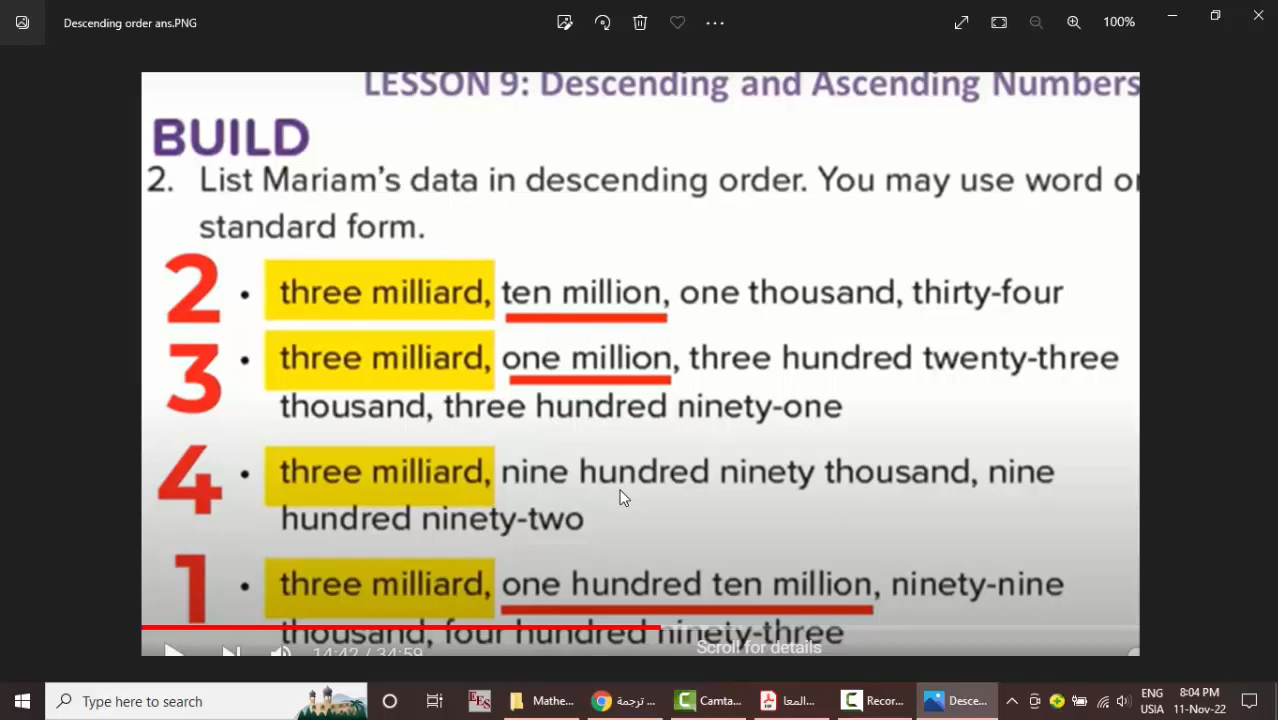 Descending order ans.PNG
100%
LESSON 9: Descending and Ascending Numbers
BUILD
2. List Mariam's data in descending order. You may use word or
standard form.
2 • three milliard, ten million, one thousand, thirty-four
3 • three milliard, one million, three hundred twenty-three
thousand, three hundred ninety-one
4 • three milliard, nine hundred ninety thousand, nine
hundred ninety-two
1 • three milliard, one hundred ten million, ninety-nine
thousand, four hundred ninety-three
Scroll for details
14:42 / 34:59
Type here to search
EES
Mathe...
ترجمة ...
Camta...
المعا...
Recor...
Desce...
ENG
USA
8:04 PM
11-Nov-22